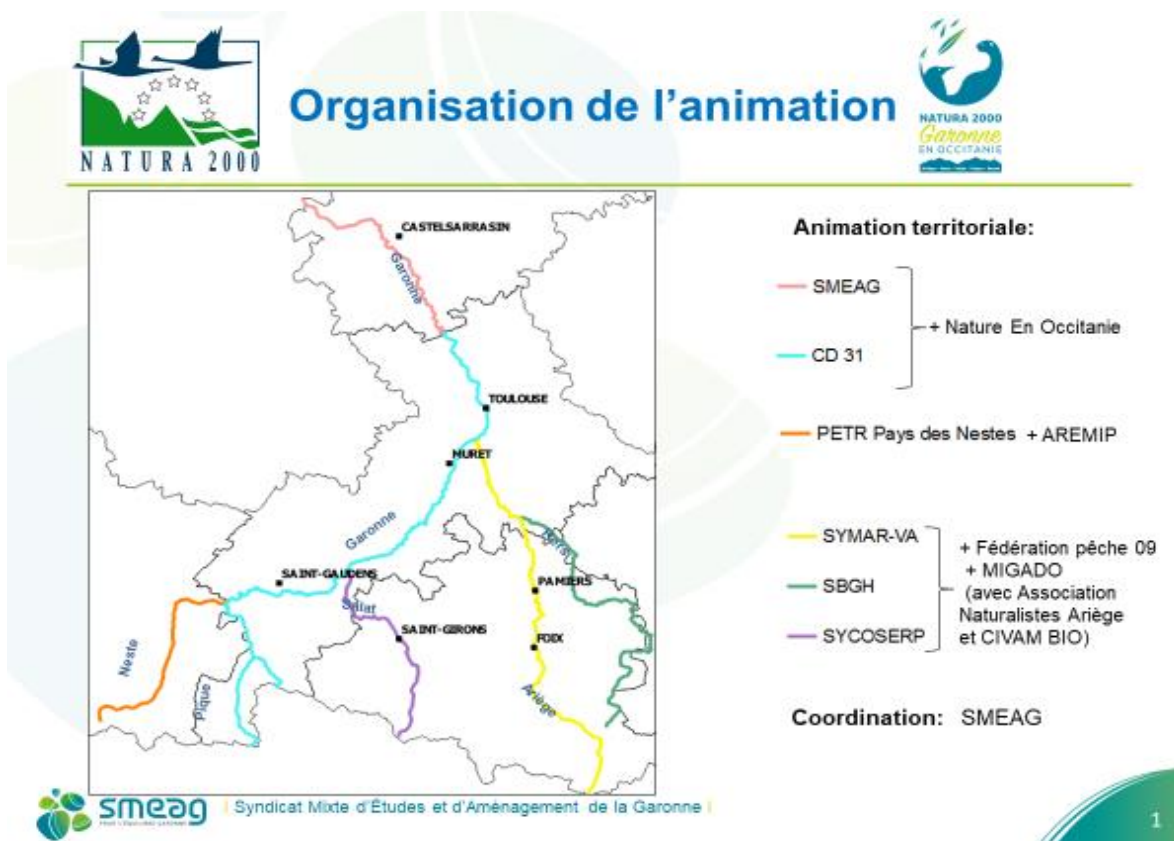 NATURA 2000
Organisation de l'animation
NATURA 2000
Garonne
EN OCCITANIE
CASTELSARRASIN
Garonne
TOULOUSE
MURET
Garonne
Hers
SAINT-GAUDENS
PAMIERS
Salat
SAINT-GIRONS
FOIX
Neste
Pique
Ariège
Animation territoriale:
SMEAG
+ Nature En Occitanie
CD 31
PETR Pays des Nestes + AREMIP
SYMAR-VA
SBGH
SYCOSERP
+ Fédération pêche 09
+ MIGADO
(avec Association
Naturalistes Ariège
et CIVAM BIO)
Coordination: SMEAG
smeag
Syndicat Mixte d'Études et d'Aménagement de la Garonne
1